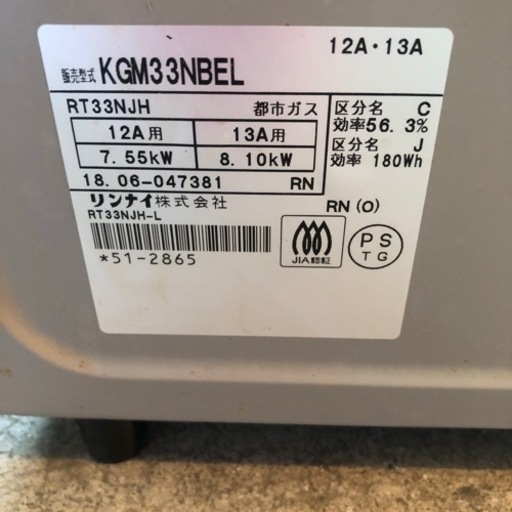 12A・13A
販売型式 KGM33NBEL
RT33NJH 都市ガス
12A用 13A用
7.55kW 8.10kW
区分名 C
効率56.3%
区分名 J
効率 180Wh
18.06-047381 RN
リンナイ株式会社
RN (O)
RT33NJH-L
*51-2865
JIA認証
PS
TG